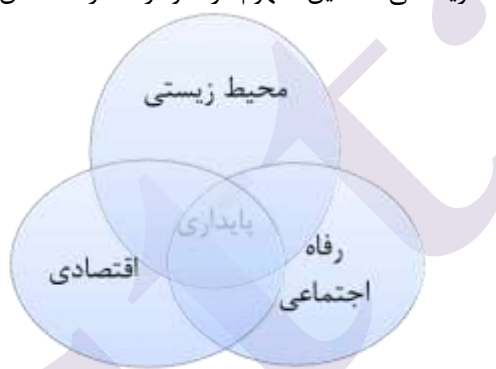 محیط زیستی
پایداری
رفاه
اجتماعی
اقتصادی